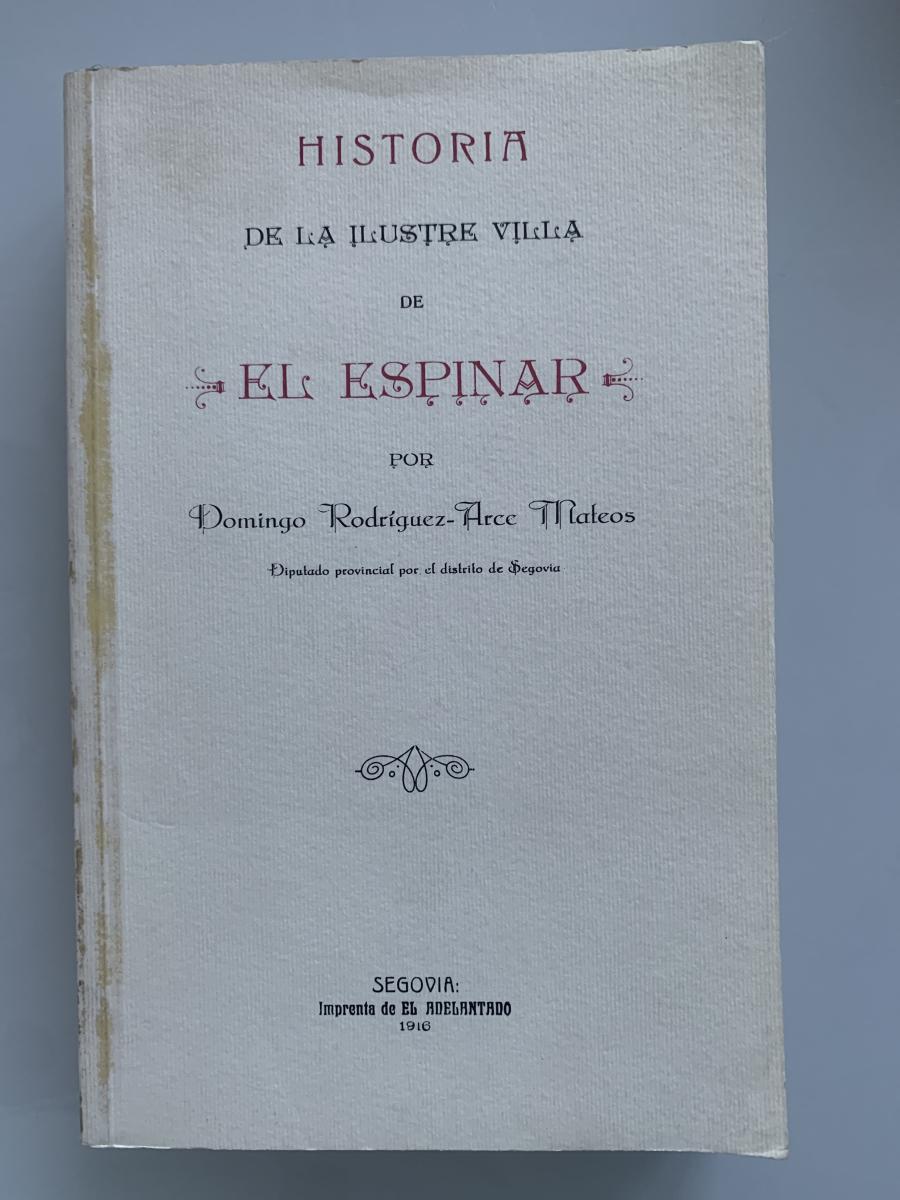 HISTORIA
DE LA ILUSTRE VILLA
DE
EL ESPINAR
POR
Domingo Rodríguez-Arce Mateos
Diputado provincial por el distrito de Segovia
SEGOVIA:
Imprenta de EL ADELANTADO
1916